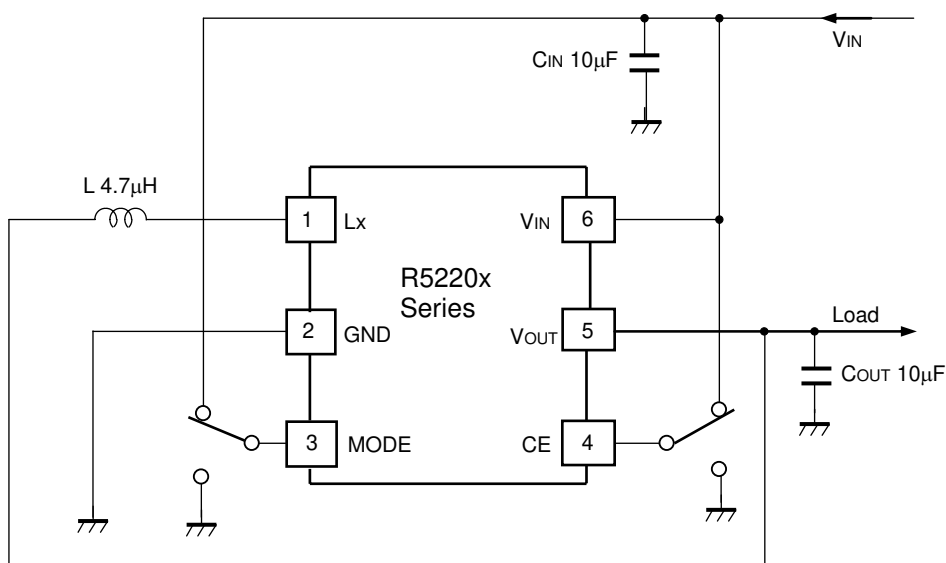 VIN
CIN 10μF
L 4.7μH
1 Lx
VIN 6
R5220x
Series
2 GND
VOUT 5
Load
COUT 10μF
3 MODE
CE 4